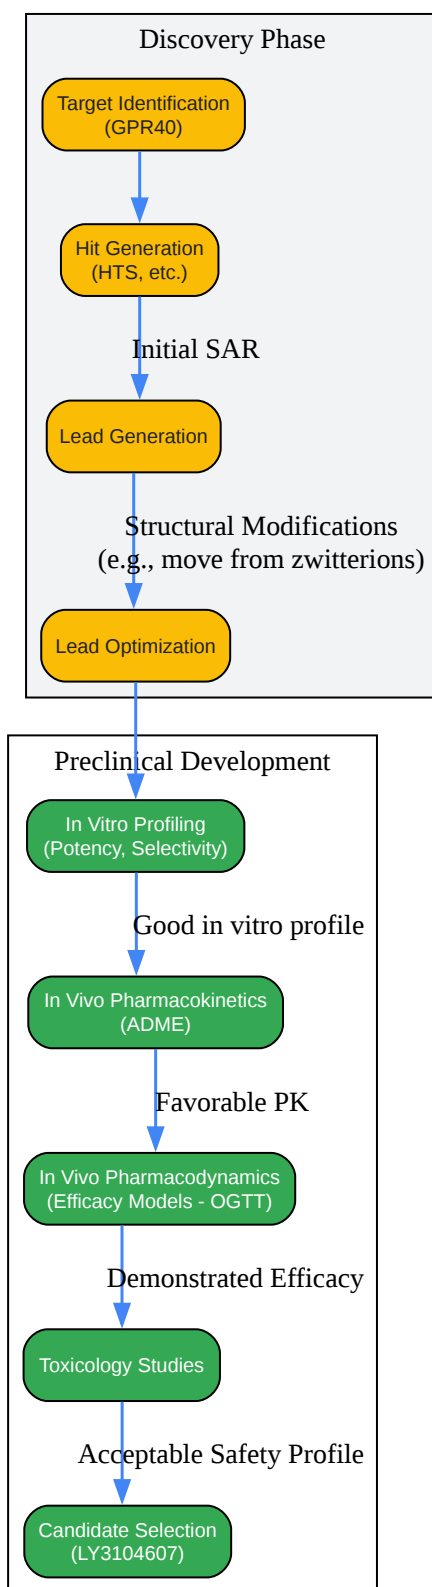 Discovery Phase
Target Identification
(GPR40)
Hit Generation
(HTS, etc.)
Initial SAR
Lead Generation
Structural Modifications
(e.g., move from zwitterions)
Lead Optimization
Preclinical Development
In Vitro Profiling
(Potency, Selectivity)
Good in vitro profile
In Vivo Pharmacokinetics
(ADME)
Favorable PK
In Vivo Pharmacodynamics
(Efficacy Models - OGTT)
Demonstrated Efficacy
Toxicology Studies
Acceptable Safety Profile
Candidate Selection
(LY3104607)